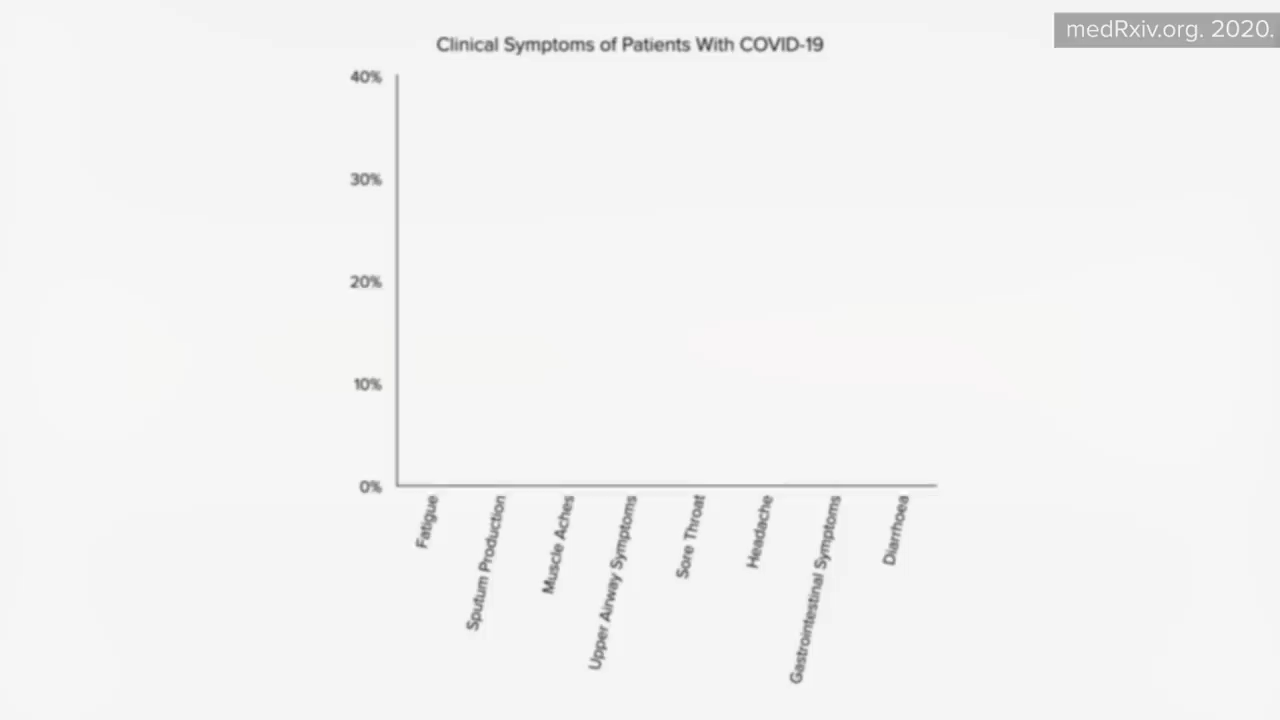 medRxiv.org. 2020.
Clinical Symptoms of Patients With COVID-19
40%
30%
20%
10%
0%
Fatigue
Sputum Production
Muscle Aches
Upper Airway Symptoms
Sore Throat
Headache
Gastrointestinal Symptoms
Diarrhoea